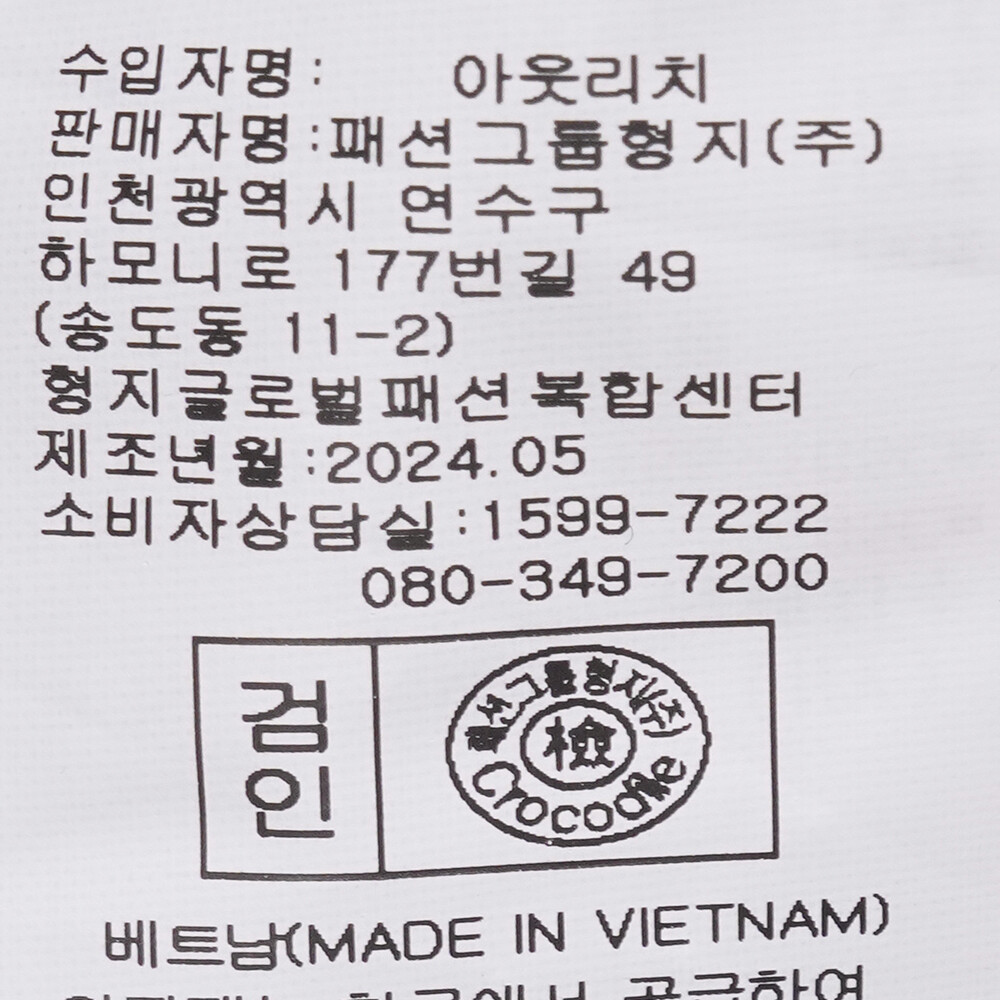 수입자명: 아웃리치
판매자명:패션그룹형지(주)
인천광역시 연수구
하모니로 177번길 49
(송도동 11-2)
형지글로벌패션복합센터
제조년월:2024.05
소비자상담실:1599-7222
080-349-7200
검인
패션그룹형지(주)
檢
Crocodile
베트남(MADE IN VIETNAM)